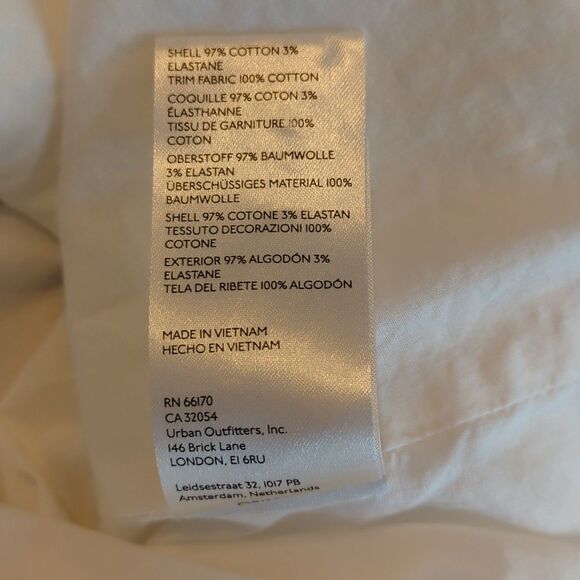 SHELL 97% COTTON 3%
ELASTANE
TRIM FABRIC 100% COTTON
COQUILLE 97% COTON 3%
ÉLASTHANNE
TISSU DE GARNITURE 100%
COTON
OBERSTOFF 97% BAUMWOLLE
3% ELASTAN
ÜBERSCHÜSSIGES MATERIAL 100%
BAUMWOLLE
SHELL 97% COTONE 3% ELASTAN
TESSUTO DECORAZIONI 100%
COTONE
EXTERIOR 97% ALGODÓN 3%
ELASTANE
TELA DEL RIBETE 100% ALGODÓN
MADE IN VIETNAM
HECHO EN VIETNAM
RN 66170
CA 32054
Urban Outfitters, Inc.
146 Brick Lane
LONDON, E1 6RU
Leidsestraat 32, 1017 PB
Amsterdam, Netherlands